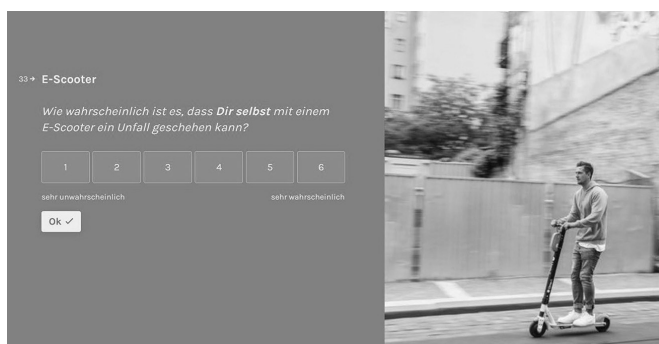 33→ E-Scooter
Wie wahrscheinlich ist es, dass Dir selbst mit einem
E-Scooter ein Unfall geschehen kann?
1 2 3 4 5 6
sehr unwahrscheinlich sehr wahrscheinlich
Ok ✓